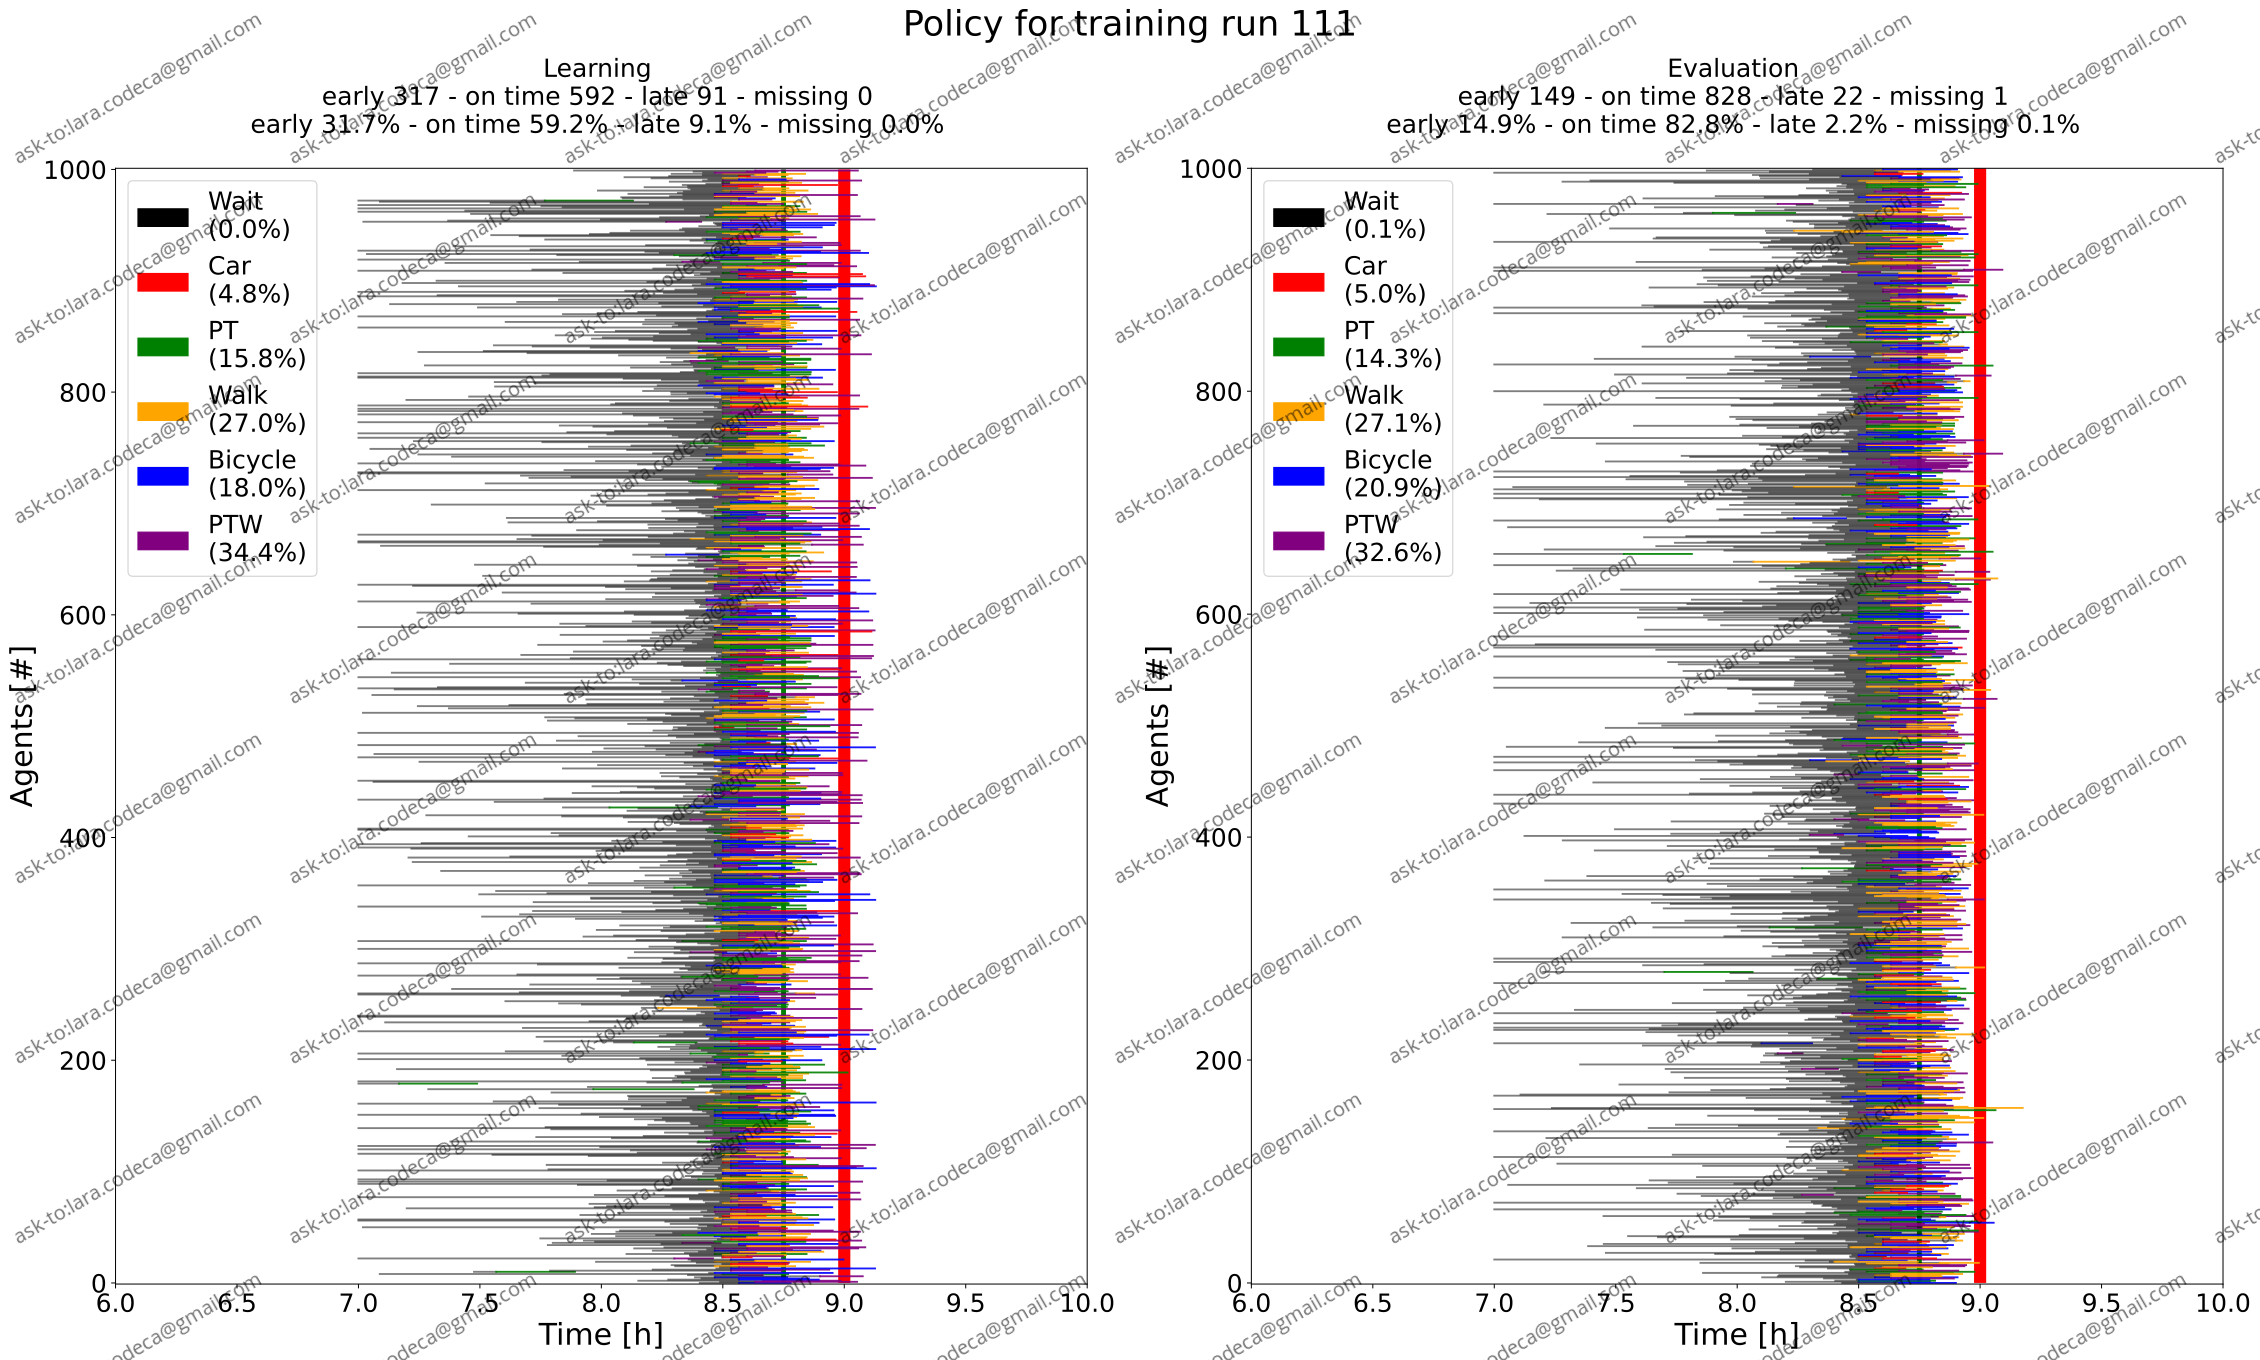 Policy for training run 111
Learning
early 317 - on time 592 - late 91 - missing 0
early 31.7% - on time 59.2% - late 9.1% - missing 0.0%
1000
800
600
400
200
0
Agents [#]
Wait
(0.0%)
Car
(4.8%)
PT
(15.8%)
Walk
(27.0%)
Bicycle
(18.0%)
PTW
(34.4%)
6.0 6.5 7.0 7.5 8.0 8.5 9.0 9.5 10.0
Time [h]
Evaluation
early 149 - on time 828 - late 22 - missing 1
early 14.9% - on time 82.8% - late 2.2% - missing 0.1%
1000
800
600
400
200
0
Agents [#]
Wait
(0.1%)
Car
(5.0%)
PT
(14.3%)
Walk
(27.1%)
Bicycle
(20.9%)
PTW
(32.6%)
6.0 6.5 7.0 7.5 8.0 8.5 9.0 9.5 10.0
Time [h]
ask-to:lara.codeca@gmail.com